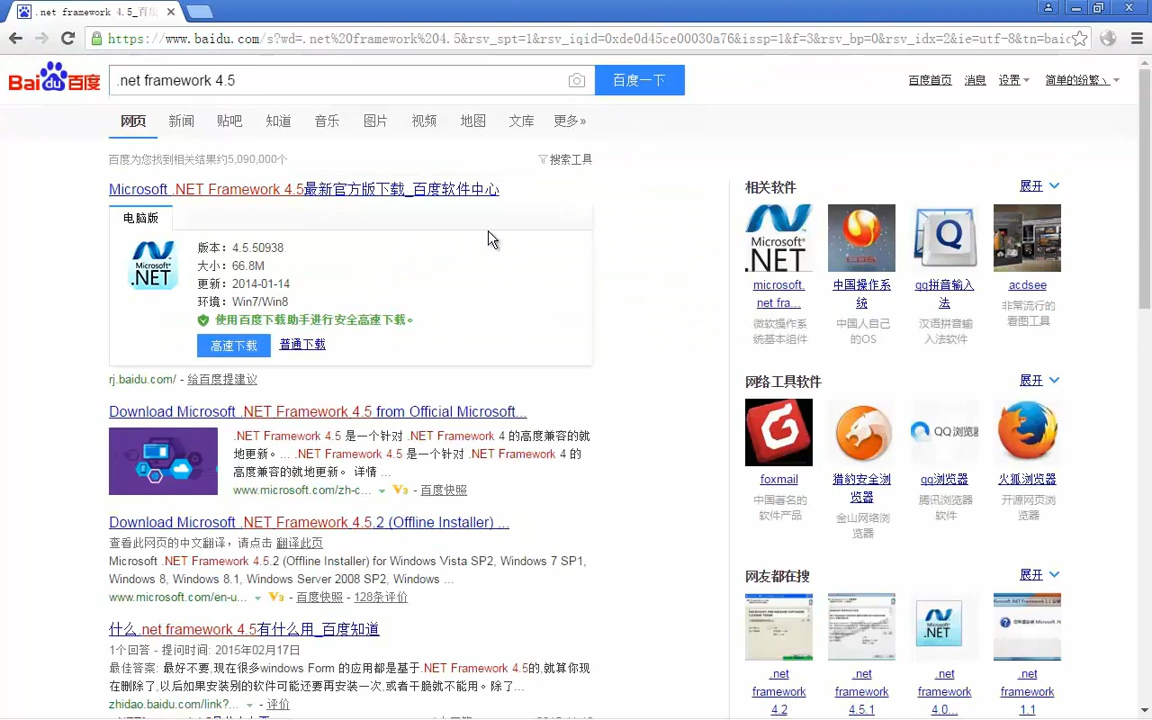 .net framework 4.5_百度
https://www.baidu.com/s?wd=.net%20framework%204.5&rsv_spt=1&rsv_iqid=0xde0d45ce00030a76&issp=1&f=3&rsv_bp=0&rsv_idx=2&ie=utf-8&tn=baid
Bai du 百度
.net framework 4.5
百度一下
百度首页 消息 设置 简单的纷繁
网页 新闻 贴吧 知道 音乐 图片 视频 地图 文库 更多»
百度为您找到相关结果约5,090,000个
搜索工具
Microsoft .NET Framework 4.5最新官方版下载_百度软件中心
电脑版
Microsoft .NET
版本：4.5.50938
大小：66.8M
更新：2014-01-14
环境：Win7/Win8
使用百度下载助手进行安全高速下载。
高速下载 普通下载
rj.baidu.com/ - 给百度提建议
Download Microsoft .NET Framework 4.5 from Official Microsoft...
.NET Framework 4.5 是一个针对 .NET Framework 4 的高度兼容的就
地更新。... .NET Framework 4.5 是一个针对 .NET Framework 4 的
高度兼容的就地更新。 详情 ...
www.microsoft.com/zh-c... V3 - 百度快照
Download Microsoft .NET Framework 4.5.2 (Offline Installer) ...
查看此网页的中文翻译，请点击 翻译此页
Microsoft .NET Framework 4.5.2 (Offline Installer) for Windows Vista SP2, Windows 7 SP1,
Windows 8, Windows 8.1, Windows Server 2008 SP2, Windows ...
www.microsoft.com/en-u... V3 - 百度快照 - 128条评价
什么.net framework 4.5有什么用_百度知道
1个回答 - 提问时间: 2015年02月17日
最佳答案: 最好不要,现在很多windows Form 的应用都是基于.NET Framework 4.5的,就算你现
在删除了,以后如果安装别的软件可能还要再安装一次,或者干脆就不能用。除了...
zhidao.baidu.com/link?... - 评价
相关软件 展开
Microsoft .NET
microsoft. 中国操作系 qq拼音输入 acdsee
net fra... 统 法
微软操作系 中国人自己 汉语拼音输 非常流行的
统基本组件 的OS 入法软件 看图工具
网络工具软件 展开
QQ浏览
foxmail 猎豹安全浏 qq浏览器 火狐浏览器
览器
中国著名的 金山网络浏 腾讯浏览器 开源网页浏
软件产品 览器 软件 览器
网友都在搜 展开
.NET
.net .net .net .net
framework framework framework framework
4.2 4.5.1 4.0... 1.1